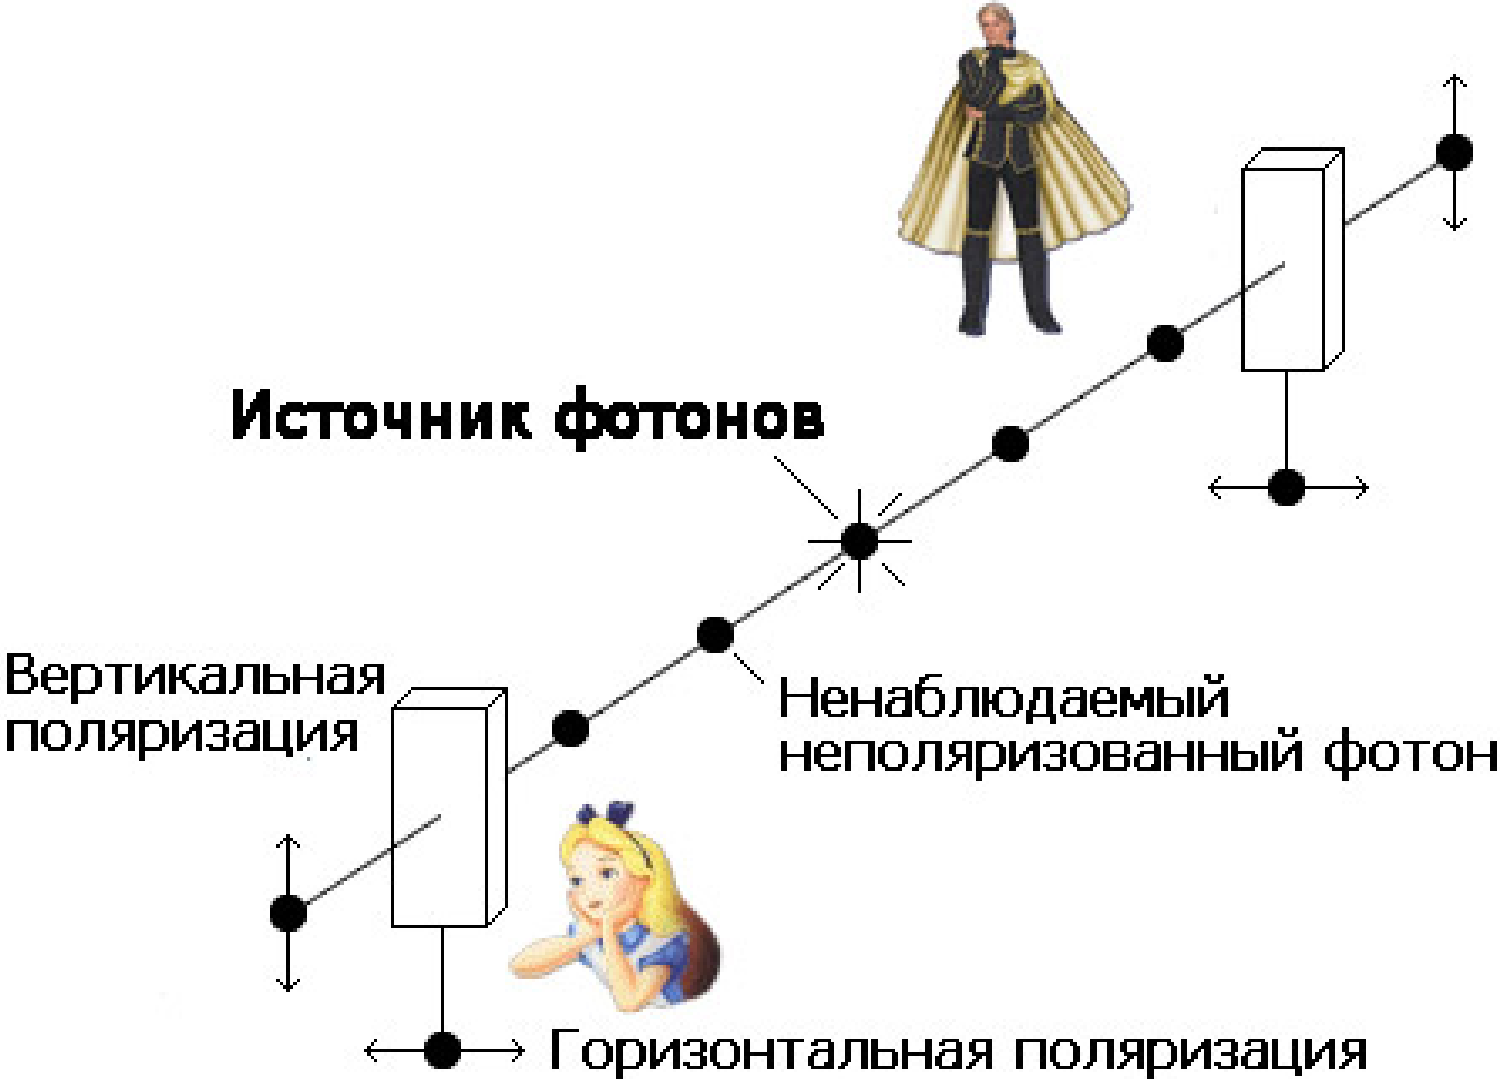 Источник фотонов
Вертикальная
поляризация
Ненаблюдаемый
неполяризованный фотон
Горизонтальная поляризация